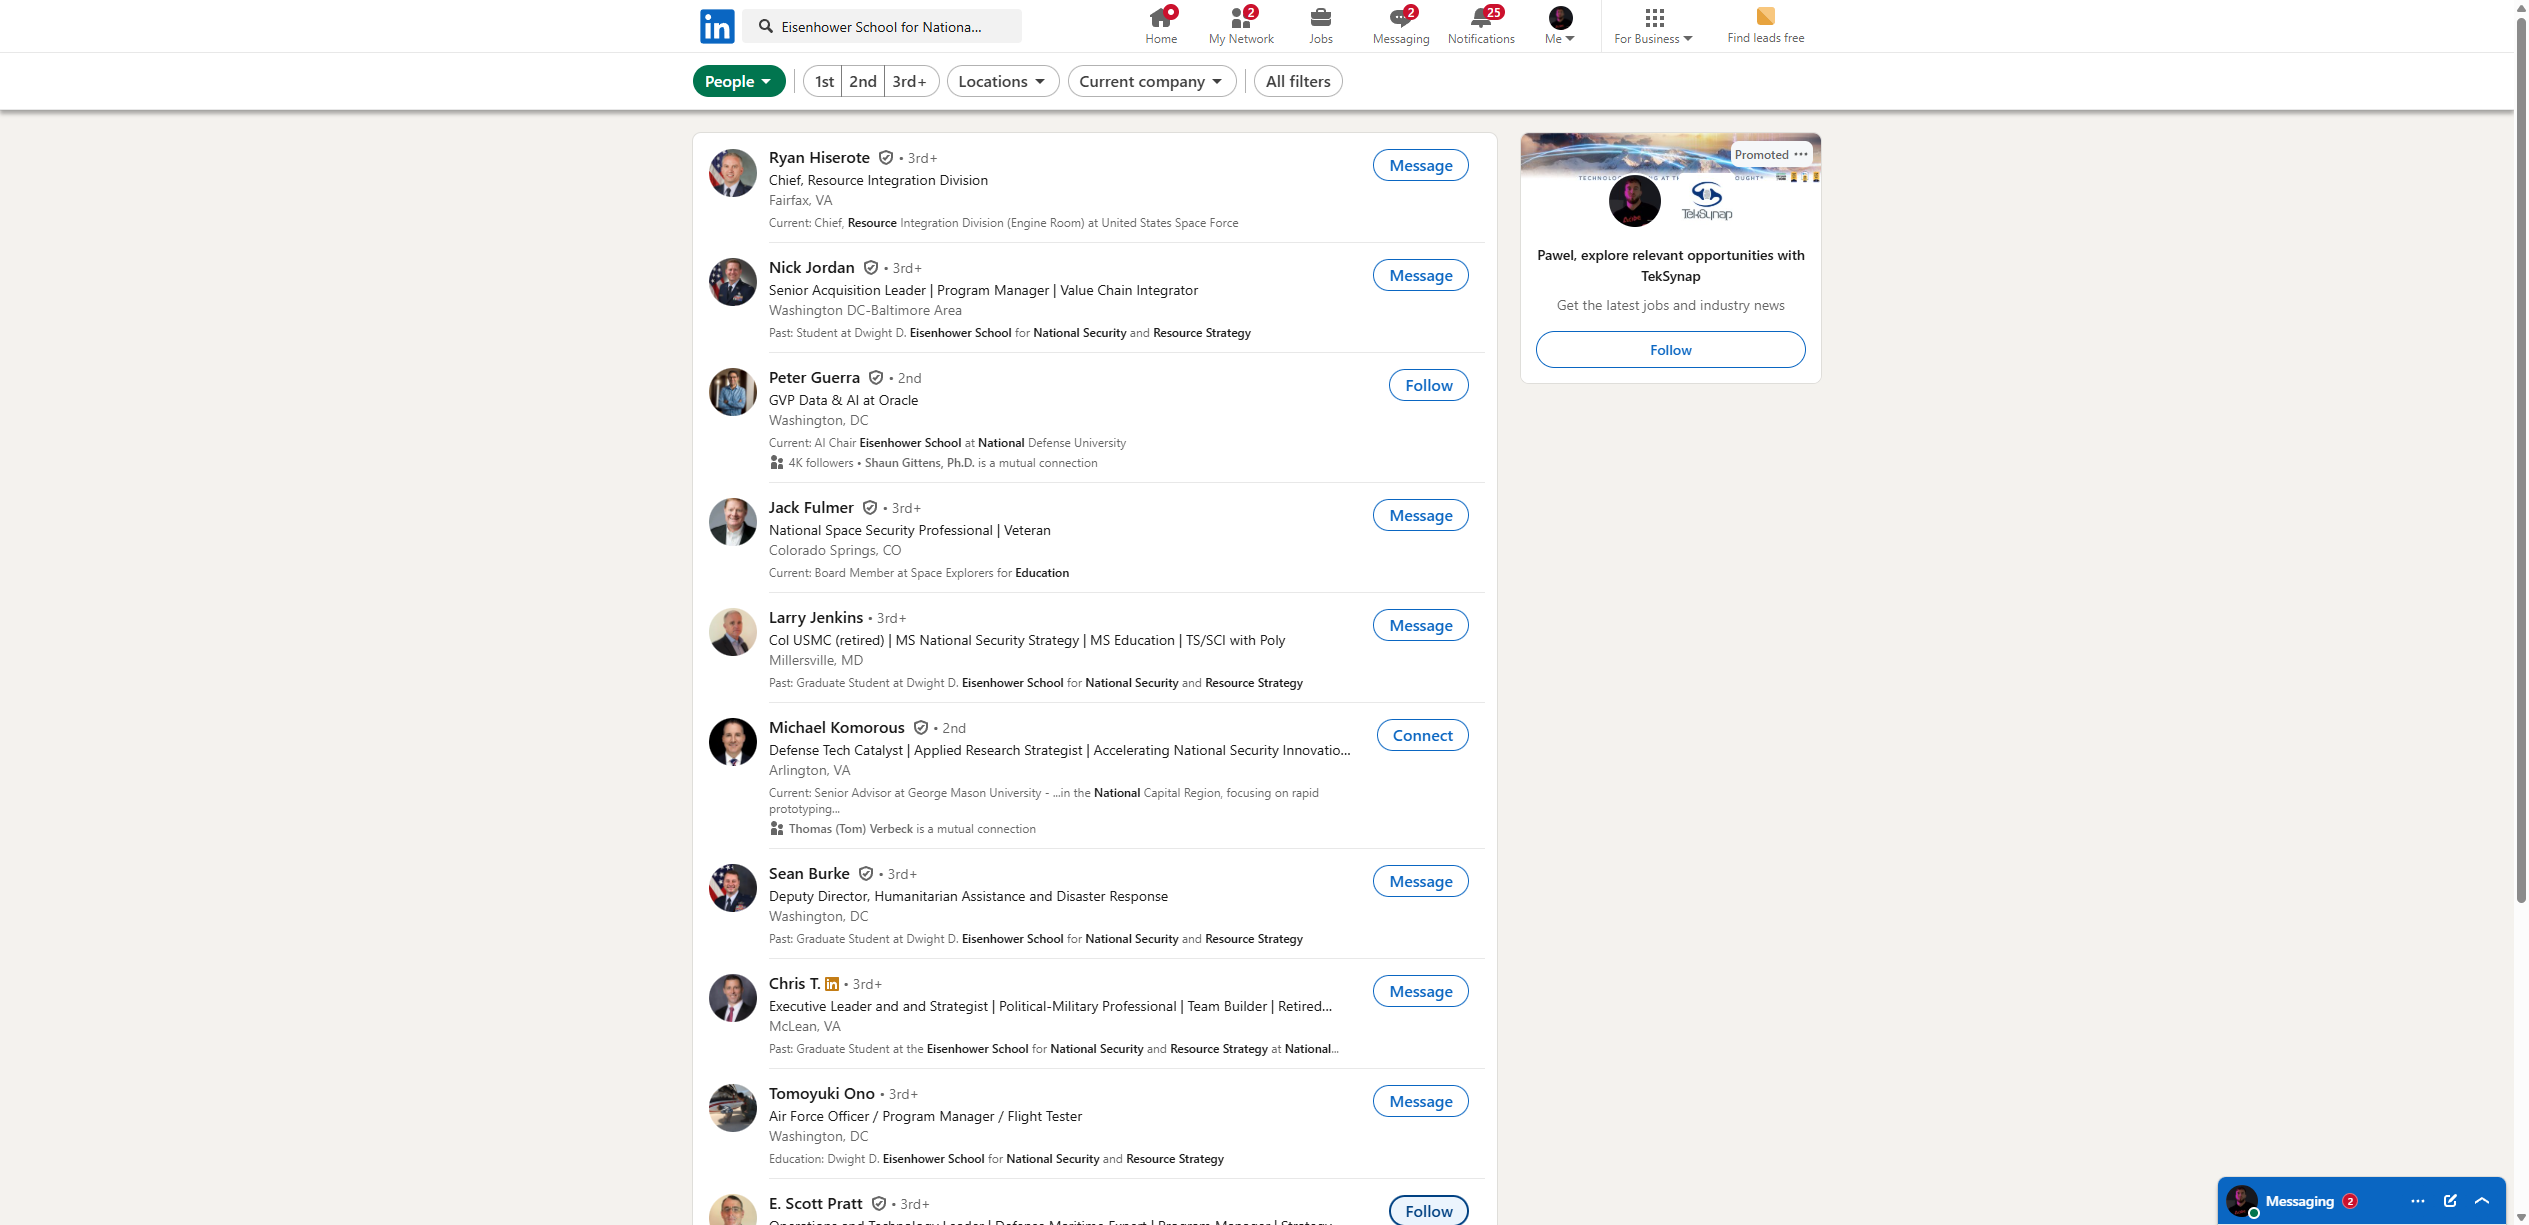 in
Eisenhower School for Nationa...
Home
2
My Network
Jobs
2
Messaging
25
Notifications
Me
For Business
Find leads free
People
1st
2nd
3rd+
Locations
Current company
All filters
Ryan Hiserote • 3rd+
Message
Chief, Resource Integration Division
Fairfax, VA
Current: Chief, Resource Integration Division (Engine Room) at United States Space Force
Nick Jordan • 3rd+
Message
Senior Acquisition Leader | Program Manager | Value Chain Integrator
Washington DC-Baltimore Area
Past: Student at Dwight D. Eisenhower School for National Security and Resource Strategy
Peter Guerra • 2nd
Follow
GVP Data & AI at Oracle
Washington, DC
Current: AI Chair Eisenhower School at National Defense University
4K followers • Shaun Gittens, Ph.D. is a mutual connection
Jack Fulmer • 3rd+
Message
National Space Security Professional | Veteran
Colorado Springs, CO
Current: Board Member at Space Explorers for Education
Larry Jenkins • 3rd+
Message
Col USMC (retired) | MS National Security Strategy | MS Education | TS/SCI with Poly
Millersville, MD
Past: Graduate Student at Dwight D. Eisenhower School for National Security and Resource Strategy
Michael Komorous • 2nd
Connect
Defense Tech Catalyst | Applied Research Strategist | Accelerating National Security Innovatio...
Arlington, VA
Current: Senior Advisor at George Mason University - ...in the National Capital Region, focusing on rapid
prototyping...
Thomas (Tom) Verbeck is a mutual connection
Sean Burke • 3rd+
Message
Deputy Director, Humanitarian Assistance and Disaster Response
Washington, DC
Past: Graduate Student at Dwight D. Eisenhower School for National Security and Resource Strategy
Chris T. in • 3rd+
Message
Executive Leader and and Strategist | Political-Military Professional | Team Builder | Retired...
McLean, VA
Past: Graduate Student at the Eisenhower School for National Security and Resource Strategy at National...
Tomoyuki Ono • 3rd+
Message
Air Force Officer / Program Manager / Flight Tester
Washington, DC
Education: Dwight D. Eisenhower School for National Security and Resource Strategy
E. Scott Pratt • 3rd+
Follow
Operations and Technology Leader | Defense Maritime Expert | Program Manager | Strategy
Promoted ...
TekSynap
Pawel, explore relevant opportunities with
TekSynap
Get the latest jobs and industry news
Follow
Messaging 2